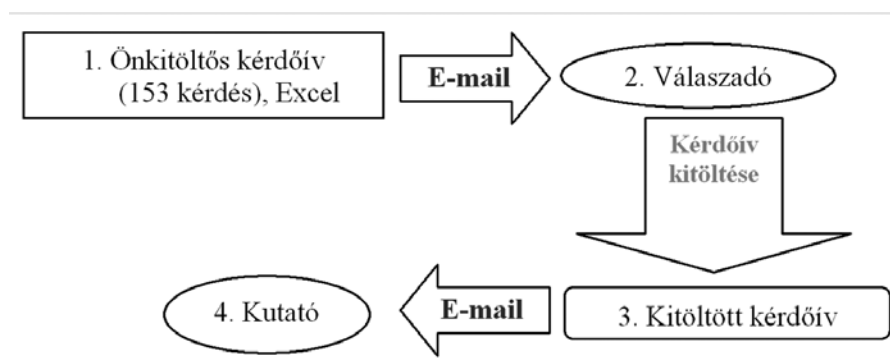 1. Önkitöltős kérdőív
(153 kérdés), Excel
E-mail
2. Válaszadó
Kérdőív
kitöltése
3. Kitöltött kérdőív
E-mail
4. Kutató